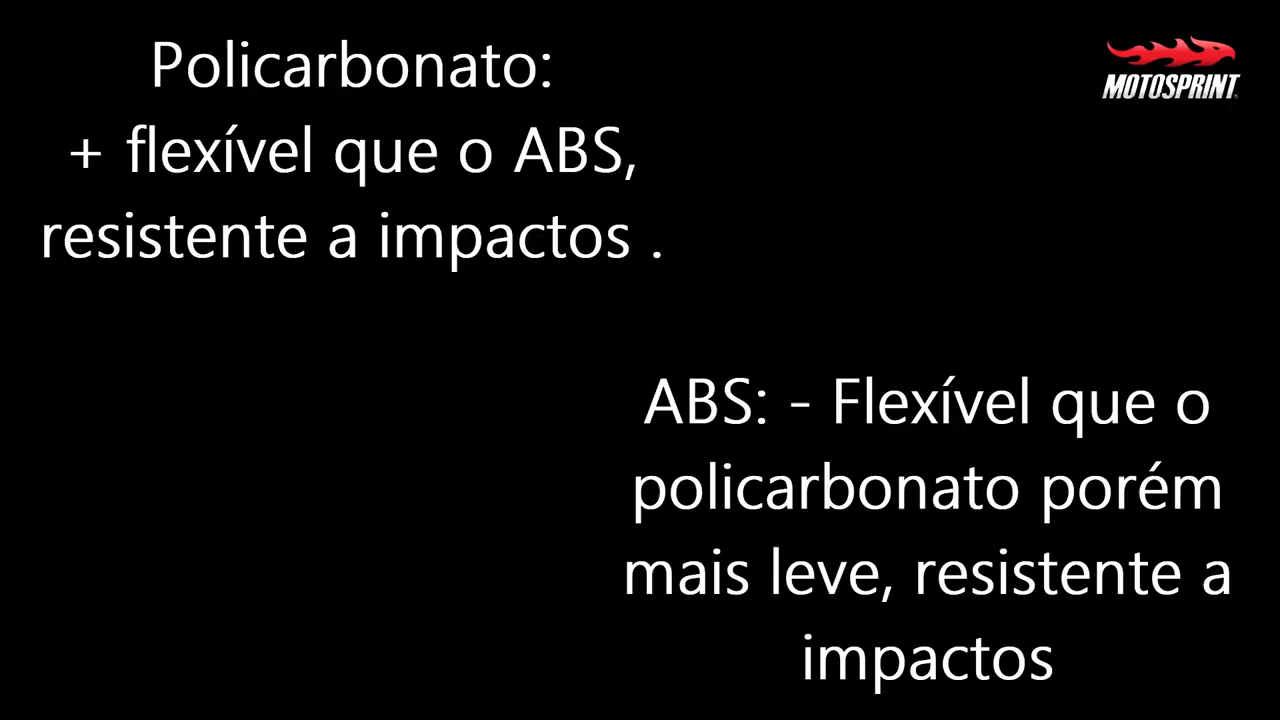 Policarbonato:
+ flexível que o ABS,
resistente a impactos .
MOTOSPRINT
ABS: - Flexível que o
policarbonato porém
mais leve, resistente a
impactos